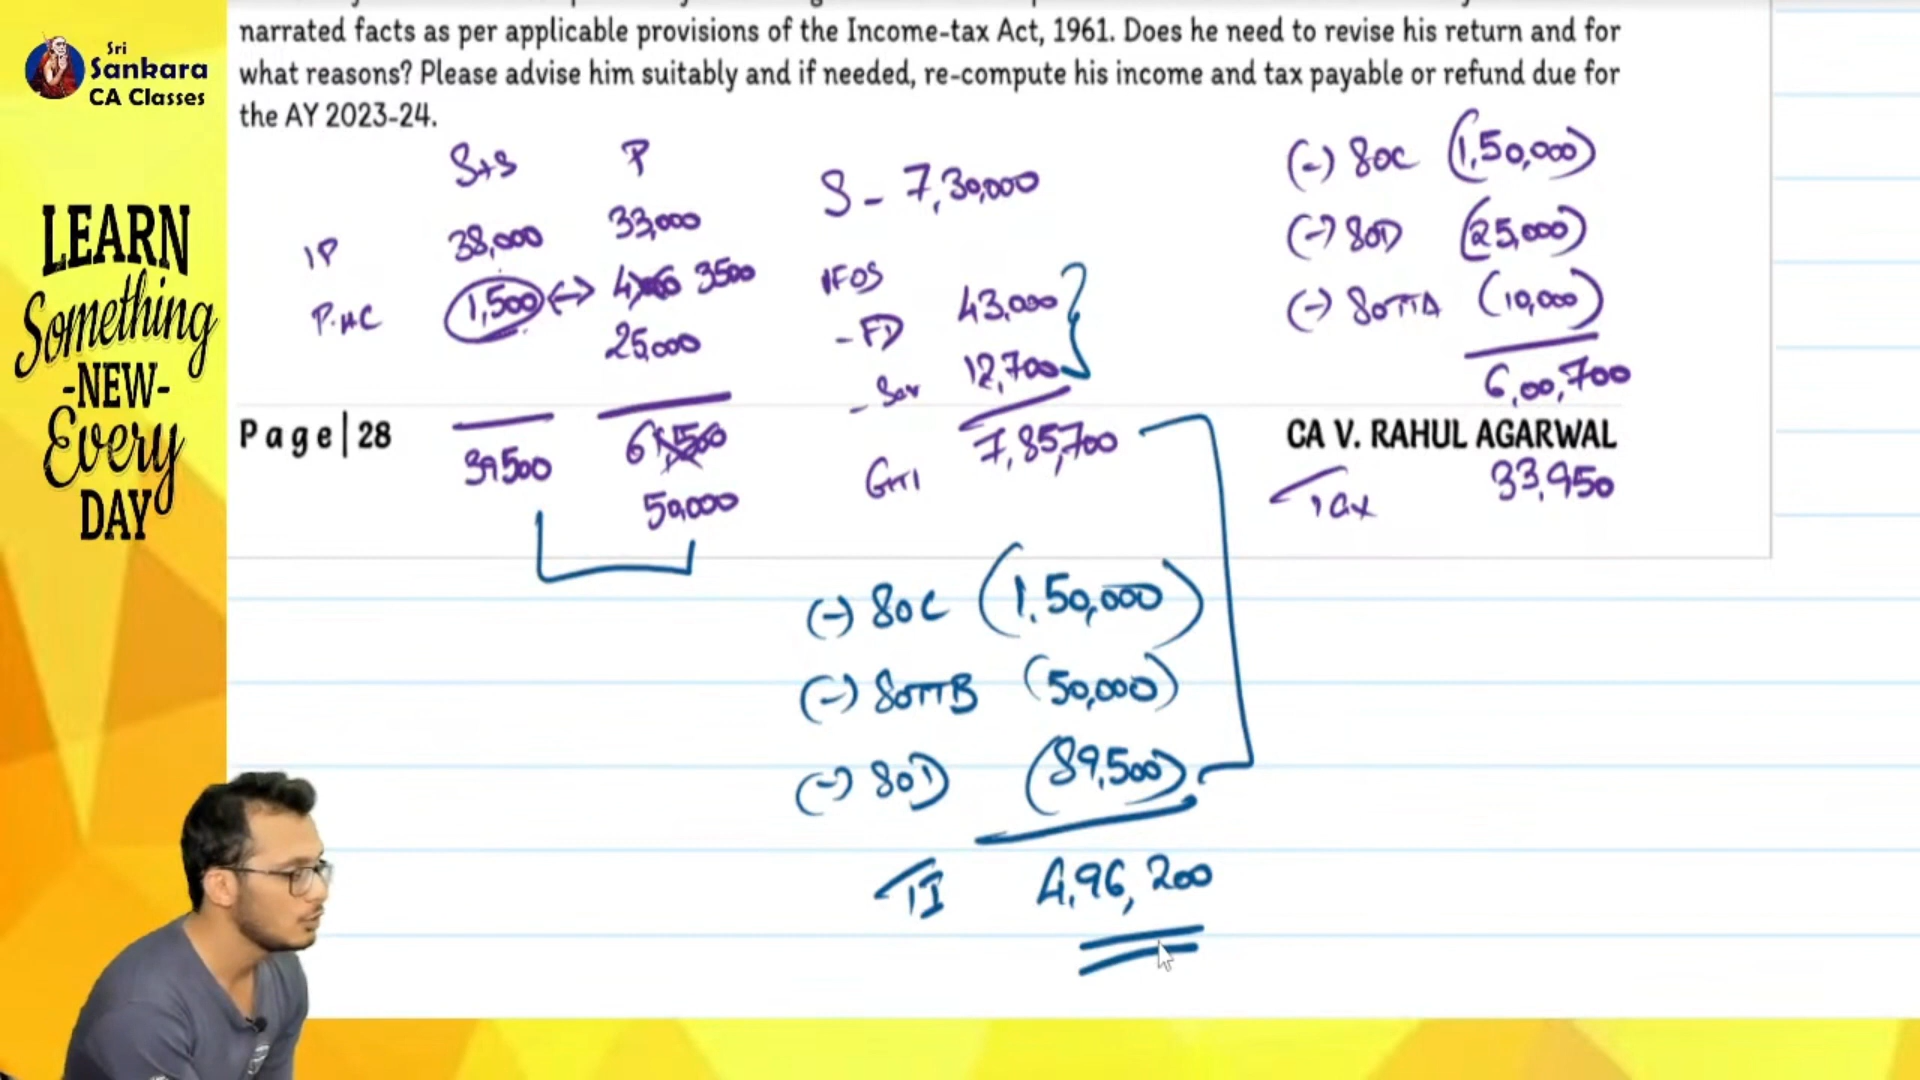 Sri
Sankara
CA Classes
LEARN
Something
-NEW-
Every
DAY
narrated facts as per applicable provisions of the Income-tax Act, 1961. Does he need to revise his return and for
what reasons? Please advise him suitably and if needed, re-compute his income and tax payable or refund due for
the AY 2023-24.
S+S P
IP 38,000 33,000
P.HC 1,500 ↔ 3500
25,000
39500
50,000
S - 7,30,000
IFOS
- FD 43,000
- Sav 12,700
GTI 7,85,700
(-) 80C (1,50,000)
(-) 80D (25,000)
(-) 80TTA (10,000)
6,00,700
Page|28
CA V. RAHUL AGARWAL
Tax 33,950
(-) 80C (1,50,000)
(-) 80TTB (50,000)
(-) 80D (89,500)
TI 4,96,200